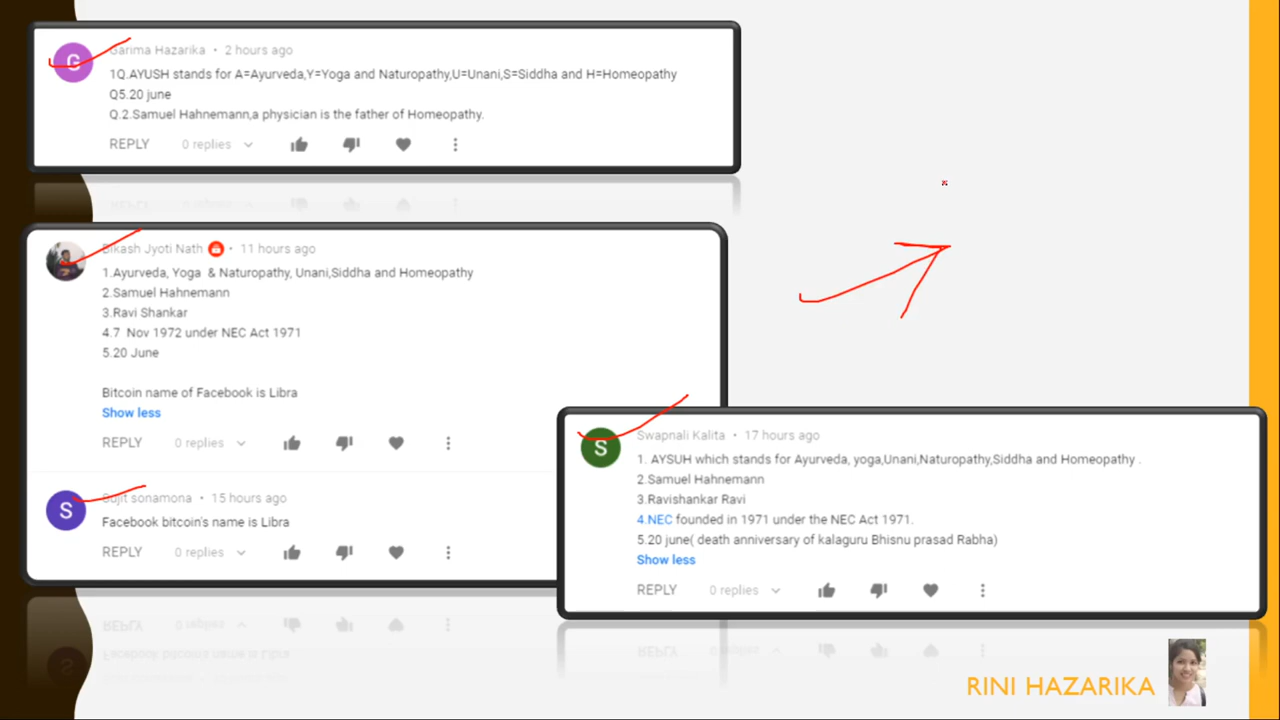 Garima Hazarika • 2 hours ago
1Q.AYUSH stands for A=Ayurveda,Y=Yoga and Naturopathy,U=Unani,S=Siddha and H=Homeopathy
Q5.20 june
Q.2.Samuel Hahnemann,a physician is the father of Homeopathy.
REPLY 0 replies
Bikash Jyoti Nath • 11 hours ago
1.Ayurveda, Yoga & Naturopathy, Unani,Siddha and Homeopathy
2.Samuel Hahnemann
3.Ravi Shankar
4.7 Nov 1972 under NEC Act 1971
5.20 June
Bitcoin name of Facebook is Libra
Show less
REPLY 0 replies
S
Sujit sonamona • 15 hours ago
Facebook bitcoin's name is Libra
REPLY 0 replies
S
Swapnali Kalita • 17 hours ago
1. AYSUH which stands for Ayurveda, yoga,Unani,Naturopathy,Siddha and Homeopathy .
2.Samuel Hahnemann
3.Ravishankar Ravi
4.NEC founded in 1971 under the NEC Act 1971.
5.20 june( death anniversary of kalaguru Bhisnu prasad Rabha)
Show less
REPLY 0 replies
RINI HAZARIKA